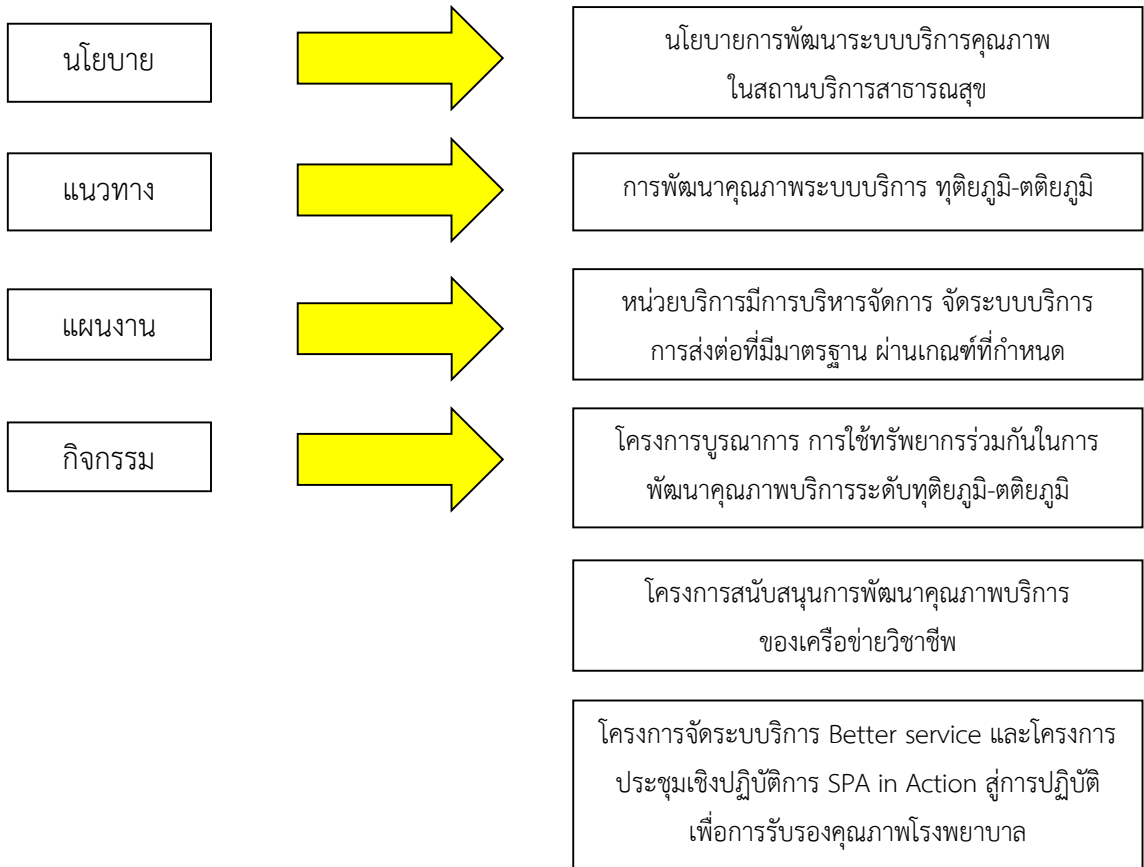 นโยบาย
นโยบายการพัฒนาระบบบริการคุณภาพ
ในสถานบริการสาธารณสุข
แนวทาง
การพัฒนาคุณภาพระบบบริการ ทุติยภูมิ-ตติยภูมิ
แผนงาน
หน่วยบริการมีการบริหารจัดการ จัดระบบบริการ
การส่งต่อที่มีมาตรฐาน ผ่านเกณฑ์ที่กำหนด
กิจกรรม
โครงการบูรณาการ การใช้ทรัพยากรร่วมกันในการ
พัฒนาคุณภาพบริการระดับทุติยภูมิ-ตติยภูมิ
โครงการสนับสนุนการพัฒนาคุณภาพบริการ
ของเครือข่ายวิชาชีพ
โครงการจัดระบบบริการ Better service และโครงการ
ประชุมเชิงปฏิบัติการ SPA in Action สู่การปฏิบัติ
เพื่อการรับรองคุณภาพโรงพยาบาล